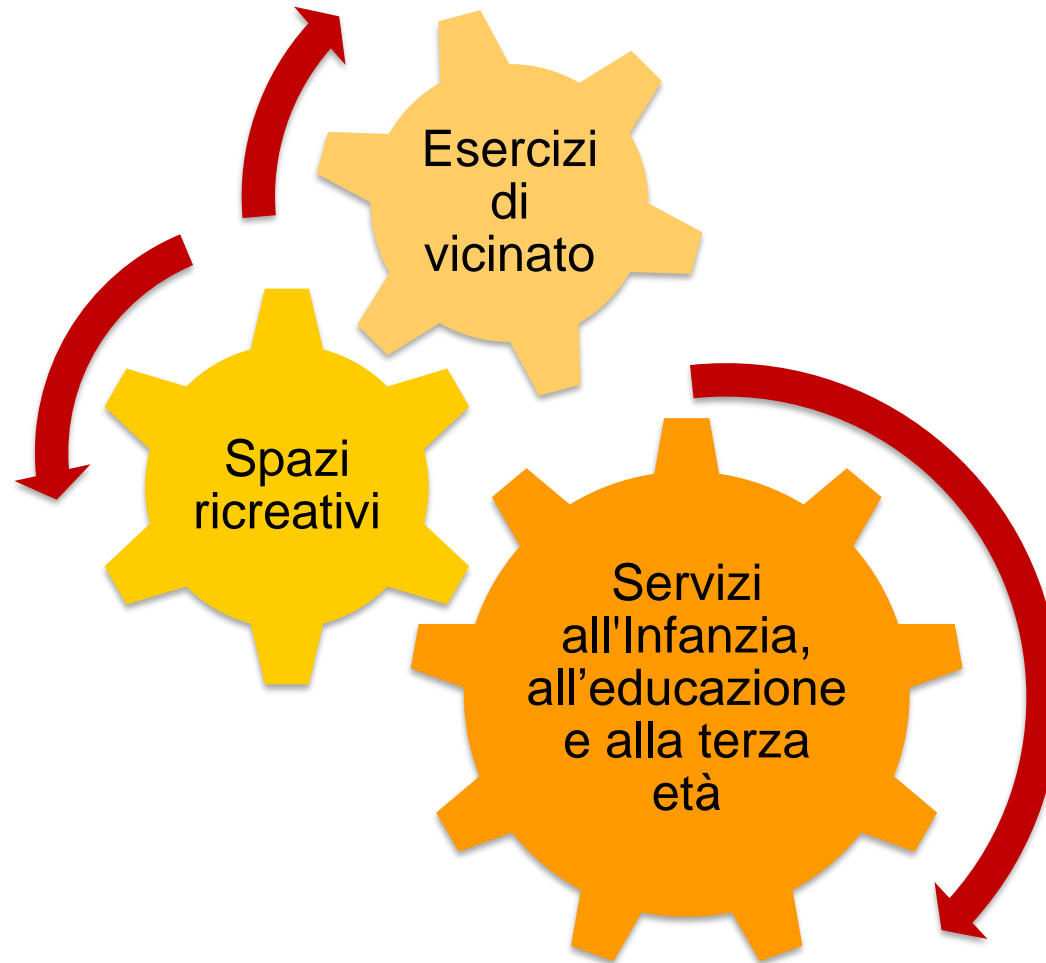 Esercizi
di
vicinato
Spazi
ricreativi
Servizi
all'Infanzia,
all’educazione
e alla terza
età